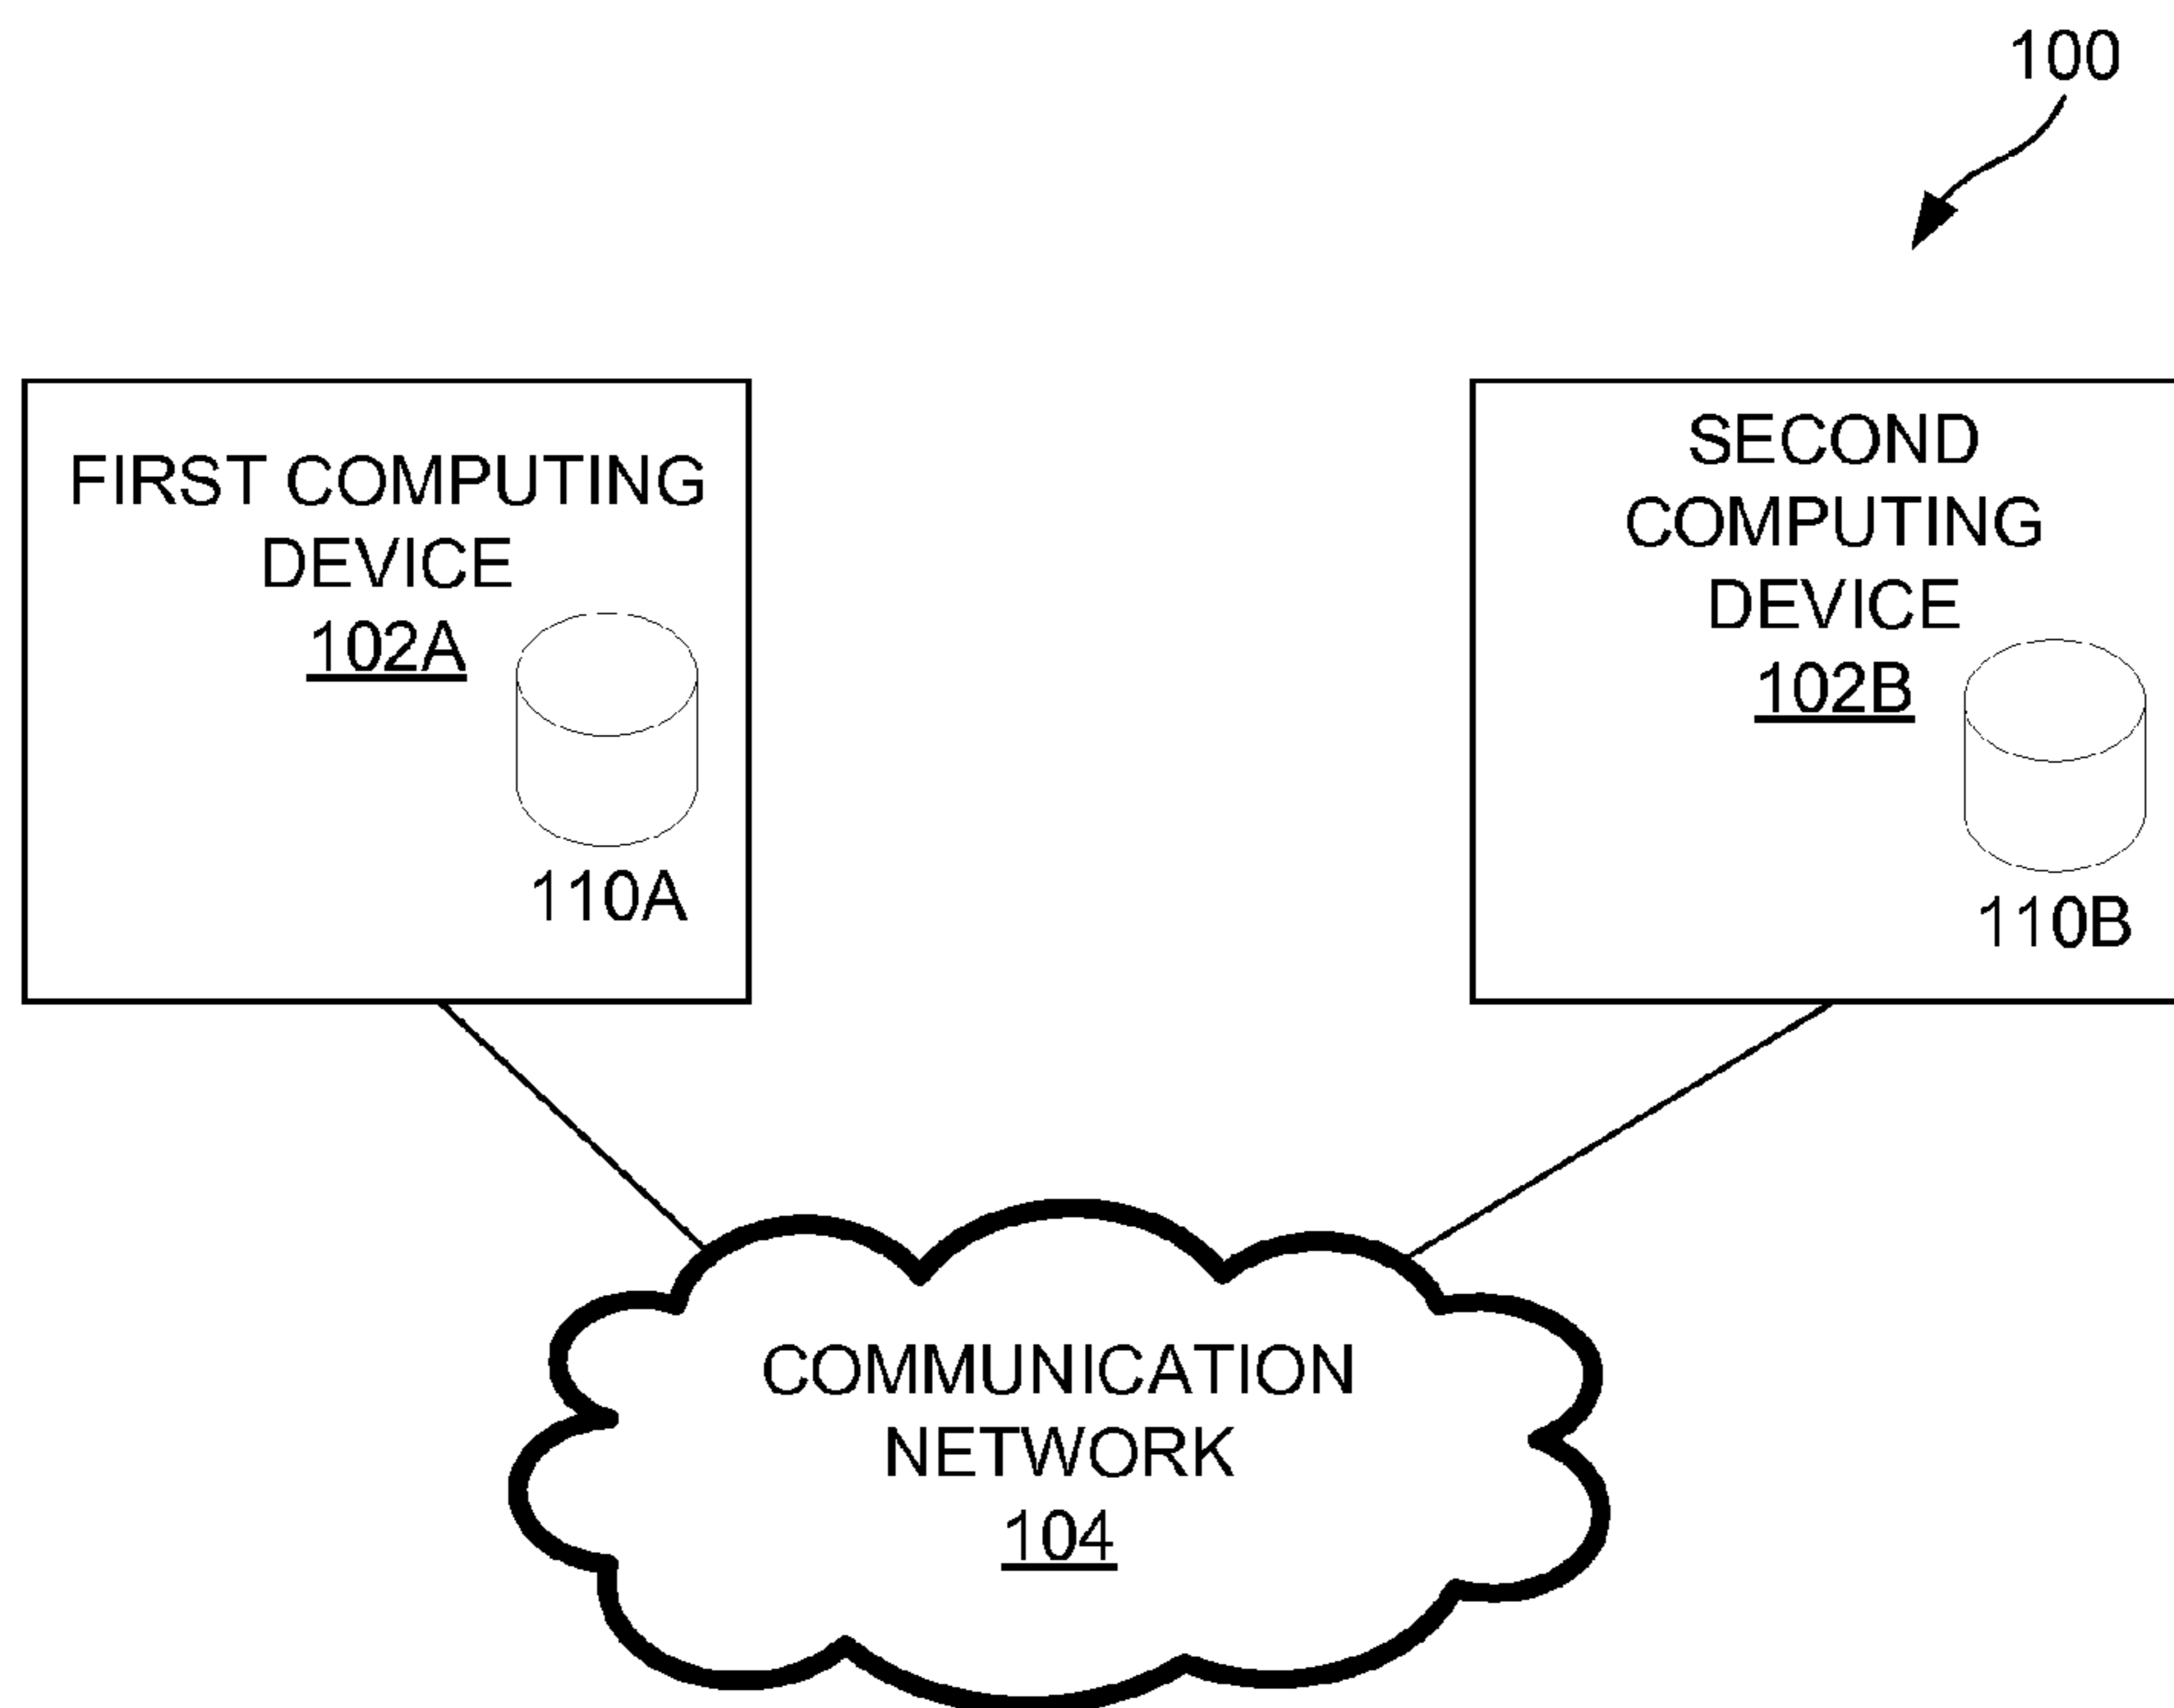 100
FIRST COMPUTING
DEVICE
102A
110A
SECOND
COMPUTING
DEVICE
102B
110B
COMMUNICATION
NETWORK
104